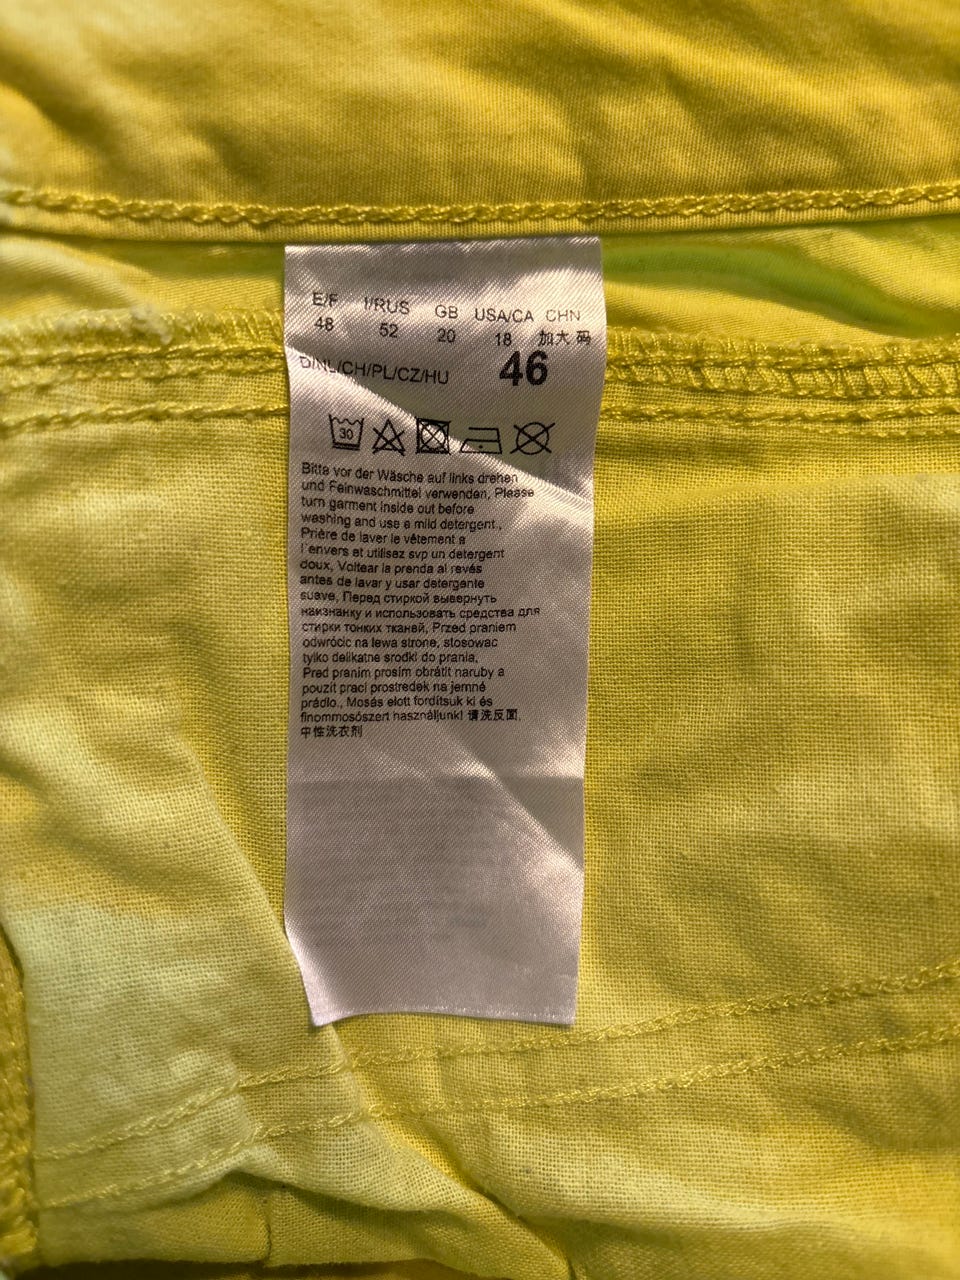 E/F I/RUS GB USA/CA CHN
48 52 20 18 加大码
D/NL/CH/PL/CZ/HU 46
30
Bitte vor der Wäsche auf links drehen
und Feinwaschmittel verwenden, Please
turn garment inside out before
washing and use a mild detergent.,
Prière de laver le vêtement a
l´envers et utilisez svp un detergent
doux, Voltear la prenda al revés
antes de lavar y usar detergente
suave, Перед стиркой вывернуть
наизнанку и использовать средства для
стирки тонких тканей, Przed praniem
odwrócic na lewa strone, stosowac
tylko delikatne srodki do prania,
Pred praním prosím obrátit naruby a
pouzít prací prostredek na jemné
prádlo., Mosás elott fordítsuk ki és
finommosószert használjunk! 请洗反面,
中性洗衣剂